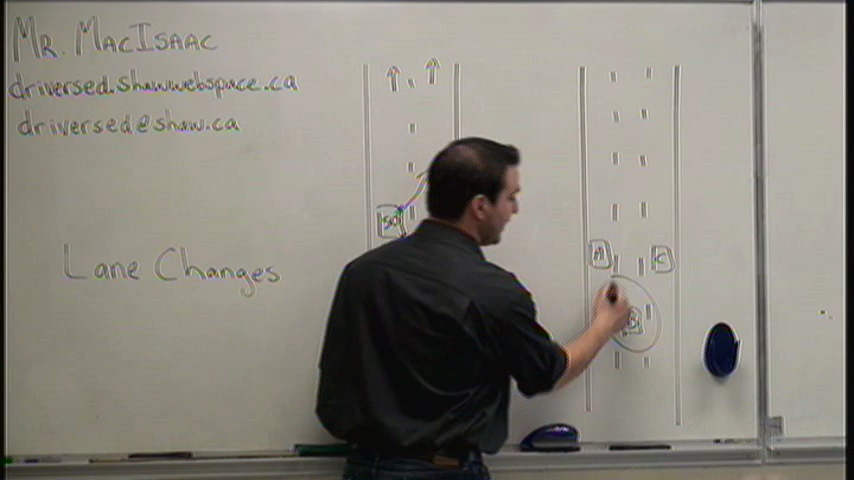 Mr. MacIsaac
driversed.shawwebspace.ca
driversed@shaw.ca
Lane Changes
A
C
B